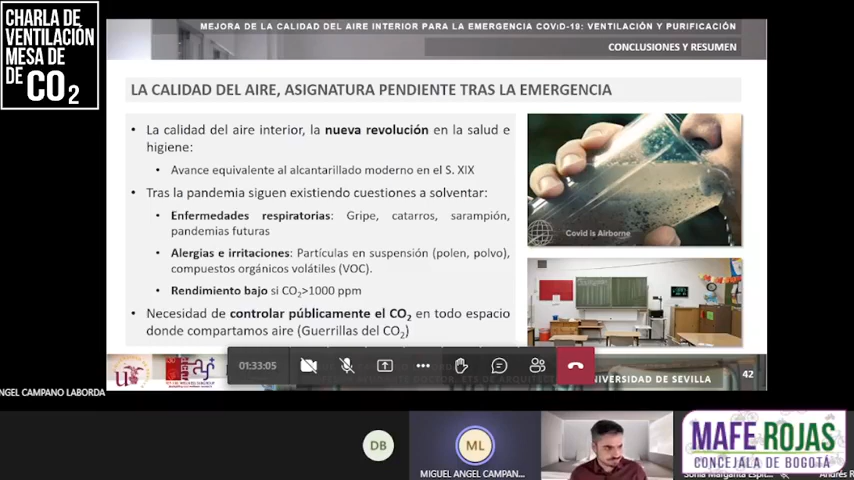 CHARLA DE
VENTILACIÓN
MESA DE
DE CO2
MEJORA DE LA CALIDAD DEL AIRE INTERIOR PARA LA EMERGENCIA COVID-19: VENTILACIÓN Y PURIFICACIÓN
CONCLUSIONES Y RESUMEN
LA CALIDAD DEL AIRE, ASIGNATURA PENDIENTE TRAS LA EMERGENCIA
• La calidad del aire interior, la nueva revolución en la salud e
higiene:
• Avance equivalente al alcantarillado moderno en el S. XIX
• Tras la pandemia siguen existiendo cuestiones a solventar:
• Enfermedades respiratorias: Gripe, catarros, sarampión,
pandemias futuras
• Alergias e irritaciones: Partículas en suspensión (polen, polvo),
compuestos orgánicos volátiles (VOC).
• Rendimiento bajo si CO2>1000 ppm
• Necesidad de controlar públicamente el CO2 en todo espacio
donde compartamos aire (Guerrillas del CO2)
Covid is Airborne
01:33:05
UNIVERSIDAD DE SEVILLA
42
NGEL CAMPANO LABORDA
DB
ML
MIGUEL ANGEL CAMPAN...
MAFE ROJAS
CONCEJALA DE BOGOTÁ